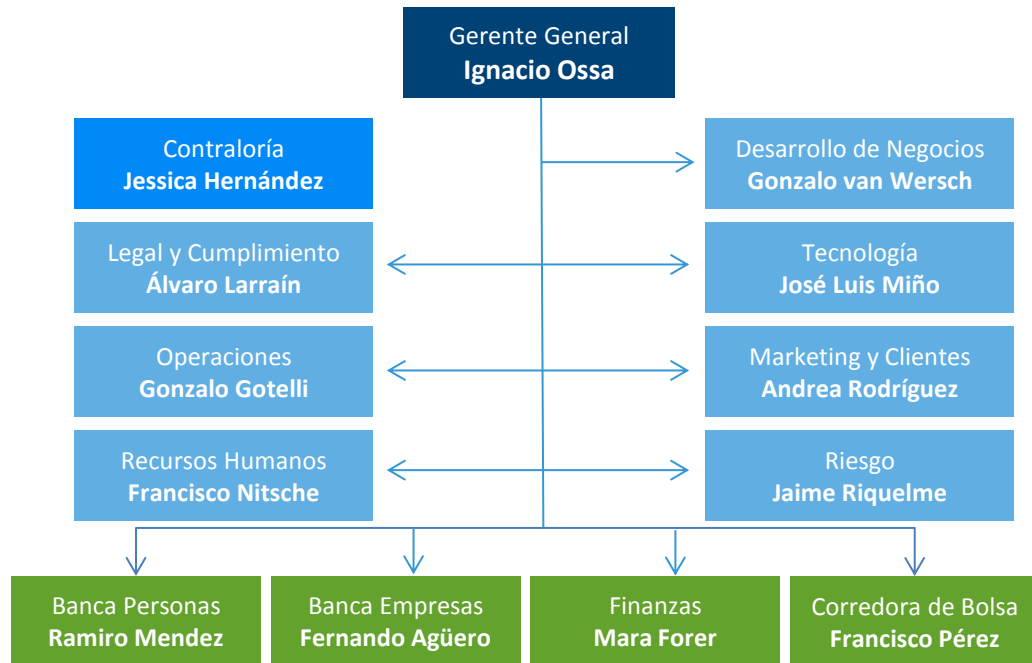 Gerente General
Ignacio Ossa
Contraloría
Jessica Hernández
Desarrollo de Negocios
Gonzalo van Wersch
Legal y Cumplimiento
Álvaro Larraín
Tecnología
José Luis Miño
Operaciones
Gonzalo Gotelli
Marketing y Clientes
Andrea Rodríguez
Recursos Humanos
Francisco Nitsche
Riesgo
Jaime Riquelme
Banca Personas
Ramiro Mendez
Banca Empresas
Fernando Agüero
Finanzas
Mara Forer
Corredora de Bolsa
Francisco Pérez